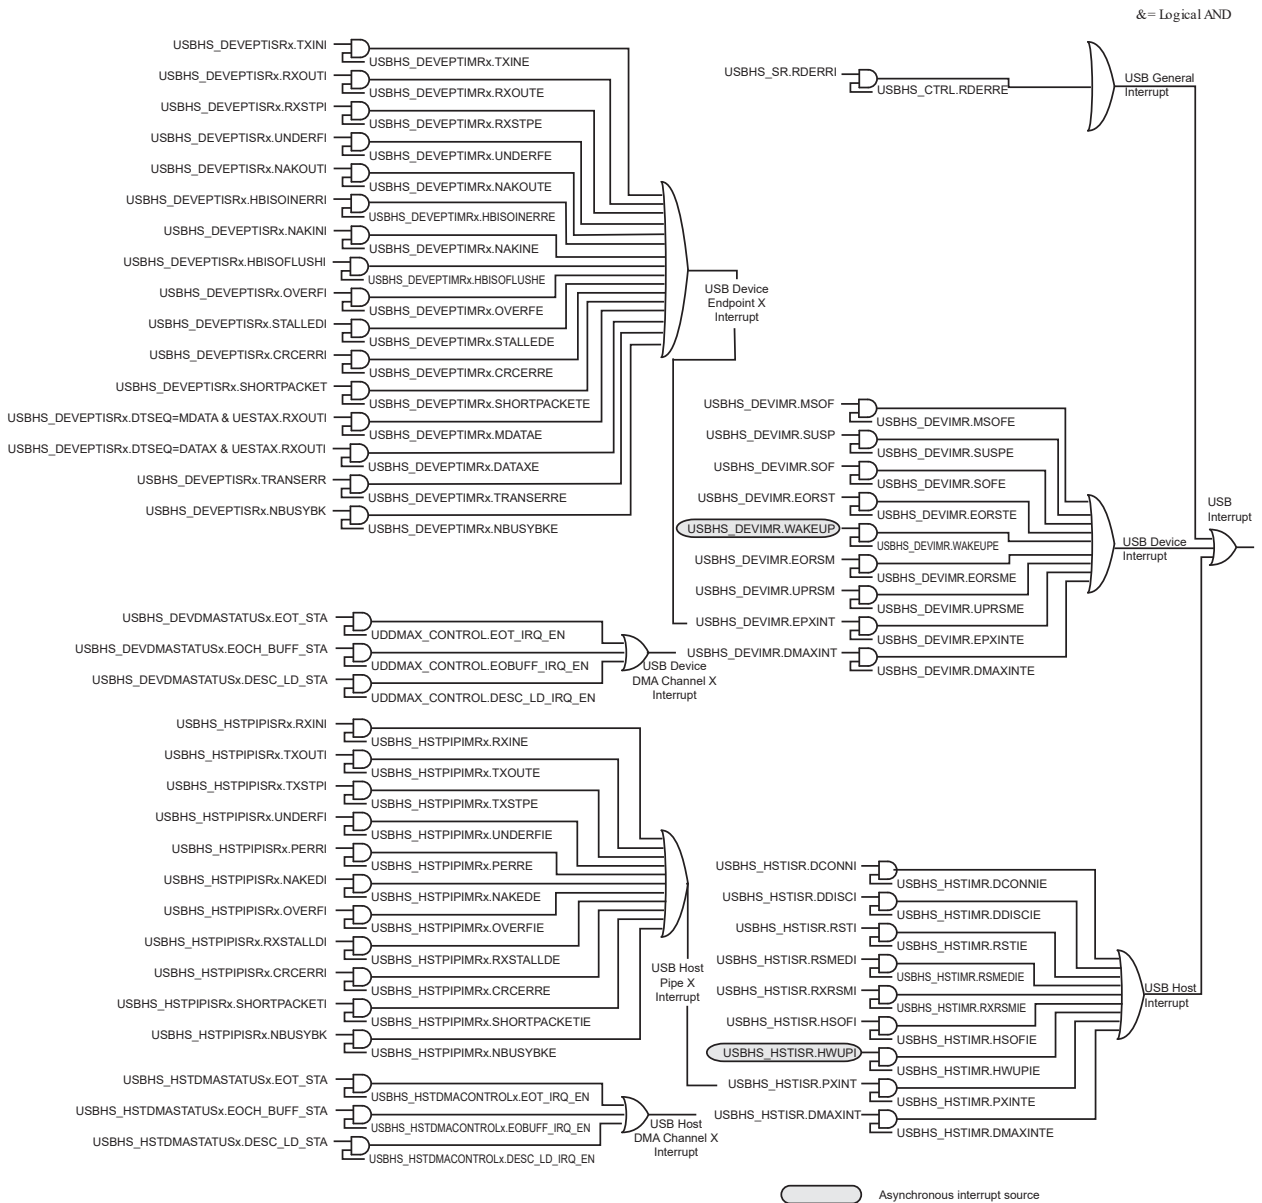 &= Logical AND
USBHS_DEVEPTISRx.TXINI
USBHS_DEVEPTIMRx.TXINE
USBHS_DEVEPTISRx.RXOUTI
USBHS_DEVEPTIMRx.RXOUTE
USBHS_DEVEPTISRx.RXSTPI
USBHS_DEVEPTIMRx.RXSTPE
USBHS_DEVEPTISRx.UNDERFI
USBHS_DEVEPTIMRx.UNDERFE
USBHS_DEVEPTISRx.NAKOUTI
USBHS_DEVEPTIMRx.NAKOUTE
USBHS_DEVEPTISRx.HBISOINERRI
USBHS_DEVEPTIMRx.HBISOINERRE
USBHS_DEVEPTISRx.NAKINI
USBHS_DEVEPTIMRx.NAKINE
USBHS_DEVEPTISRx.HBISOFLUSHI
USBHS_DEVEPTIMRx.HBISOFLUSHE
USBHS_DEVEPTISRx.OVERFI
USBHS_DEVEPTIMRx.OVERFE
USBHS_DEVEPTISRx.STALLEDI
USBHS_DEVEPTIMRx.STALLEDE
USBHS_DEVEPTISRx.CRCERRI
USBHS_DEVEPTIMRx.CRCERRE
USBHS_DEVEPTISRx.SHORTPACKET
USBHS_DEVEPTIMRx.SHORTPACKETE
USBHS_DEVEPTISRx.DTSEQ=MDATA & UESTAX.RXOUTI
USBHS_DEVEPTIMRx.MDATAE
USBHS_DEVEPTISRx.DTSEQ=DATAX & UESTAX.RXOUTI
USBHS_DEVEPTIMRx.DATAXE
USBHS_DEVEPTISRx.TRANSERR
USBHS_DEVEPTIMRx.TRANSERRE
USBHS_DEVEPTISRx.NBUSYBK
USBHS_DEVEPTIMRx.NBUSYBKE
USB Device
Endpoint X
Interrupt
USBHS_SR.RDERRI
USBHS_CTRL.RDERRE
USB General
Interrupt
USBHS_DEVIMR.MSOF
USBHS_DEVIMR.MSOFE
USBHS_DEVIMR.SUSP
USBHS_DEVIMR.SUSPE
USBHS_DEVIMR.SOF
USBHS_DEVIMR.SOFE
USBHS_DEVIMR.EORST
USBHS_DEVIMR.EORSTE
USBHS_DEVIMR.WAKEUP
USBHS_DEVIMR.WAKEUPE
USBHS_DEVIMR.EORSM
USBHS_DEVIMR.EORSME
USBHS_DEVIMR.UPRSM
USBHS_DEVIMR.UPRSME
USBHS_DEVIMR.EPXINT
USBHS_DEVIMR.EPXINTE
USBHS_DEVIMR.DMAXINT
USBHS_DEVIMR.DMAXINTE
USB Device
Interrupt
USB
Interrupt
USBHS_DEVDMASTATUSx.EOT_STA
UDDMAX_CONTROL.EOT_IRQ_EN
USBHS_DEVDMASTATUSx.EOCH_BUFF_STA
UDDMAX_CONTROL.EOBUFF_IRQ_EN
USBHS_DEVDMASTATUSx.DESC_LD_STA
UDDMAX_CONTROL.DESC_LD_IRQ_EN
USB Device
DMA Channel X
Interrupt
USBHS_HSTPIPISRx.RXINI
USBHS_HSTPIPIMRx.RXINE
USBHS_HSTPIPISRx.TXOUTI
USBHS_HSTPIPIMRx.TXOUTE
USBHS_HSTPIPISRx.TXSTPI
USBHS_HSTPIPIMRx.TXSTPE
USBHS_HSTPIPISRx.UNDERFI
USBHS_HSTPIPIMRx.UNDERFIE
USBHS_HSTPIPISRx.PERRI
USBHS_HSTPIPIMRx.PERRE
USBHS_HSTPIPISRx.NAKEDI
USBHS_HSTPIPIMRx.NAKEDE
USBHS_HSTPIPISRx.OVERFI
USBHS_HSTPIPIMRx.OVERFIE
USBHS_HSTPIPISRx.RXSTALLDI
USBHS_HSTPIPIMRx.RXSTALLDE
USBHS_HSTPIPISRx.CRCERRI
USBHS_HSTPIPIMRx.CRCERRE
USBHS_HSTPIPISRx.SHORTPACKETI
USBHS_HSTPIPIMRx.SHORTPACKETIE
USBHS_HSTPIPISRx.NBUSYBK
USBHS_HSTPIPIMRx.NBUSYBKE
USB Host
Pipe X
Interrupt
USBHS_HSTISR.DCONNI
USBHS_HSTIMR.DCONNIE
USBHS_HSTISR.DDISCI
USBHS_HSTIMR.DDISCIE
USBHS_HSTISR.RSTI
USBHS_HSTIMR.RSTIE
USBHS_HSTISR.RSMEDI
USBHS_HSTIMR.RSMEDIE
USBHS_HSTISR.RXRSMI
USBHS_HSTIMR.RXRSMIE
USBHS_HSTISR.HSOFI
USBHS_HSTIMR.HSOFIE
USBHS_HSTISR.HWUPI
USBHS_HSTIMR.HWUPIE
USBHS_HSTISR.PXINT
USBHS_HSTIMR.PXINTE
USBHS_HSTISR.DMAXINT
USBHS_HSTIMR.DMAXINTE
USB Host
Interrupt
USBHS_HSTDMASTATUSx.EOT_STA
USBHS_HSTDMACONTROLx.EOT_IRQ_EN
USBHS_HSTDMASTATUSx.EOCH_BUFF_STA
USBHS_HSTDMACONTROLx.EOBUFF_IRQ_EN
USBHS_HSTDMASTATUSx.DESC_LD_STA
USBHS_HSTDMACONTROLx.DESC_LD_IRQ_EN
USB Host
DMA Channel X
Interrupt
Asynchronous interrupt source